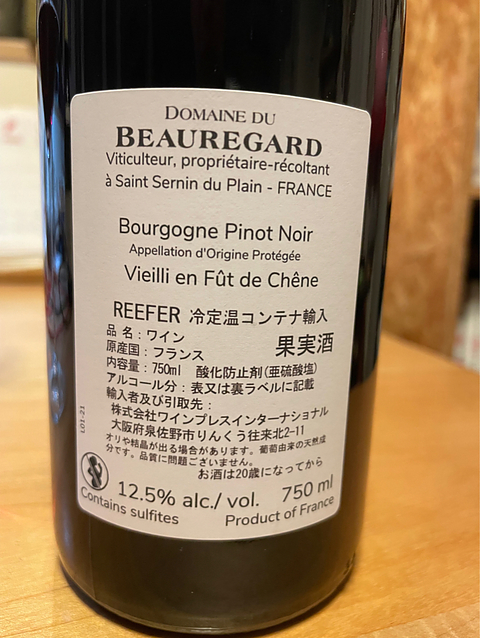 DOMAINE DU
BEAUREGARD
Viticulteur, propriétaire-récoltant
à Saint Sernin du Plain - FRANCE
Bourgogne Pinot Noir
Appellation d'Origine Protégée
Vieilli en Fût de Chêne
REEFER 冷定温コンテナ輸入
品 名：ワイン
果実酒
原産国：フランス
内容量：750ml 酸化防止剤(亜硫酸塩)
アルコール分：表又は裏ラベルに記載
輸入者及び引取先：
株式会社ワインプレスインターナショナル
大阪府泉佐野市りんくう往来北2-11
オリや結晶が出る場合があります。葡萄由来の天然成
分です。品質に問題ございません。
お酒は20歳になってから
L01-21
12.5% alc./ vol. 750 ml
Contains sulfites
Product of France